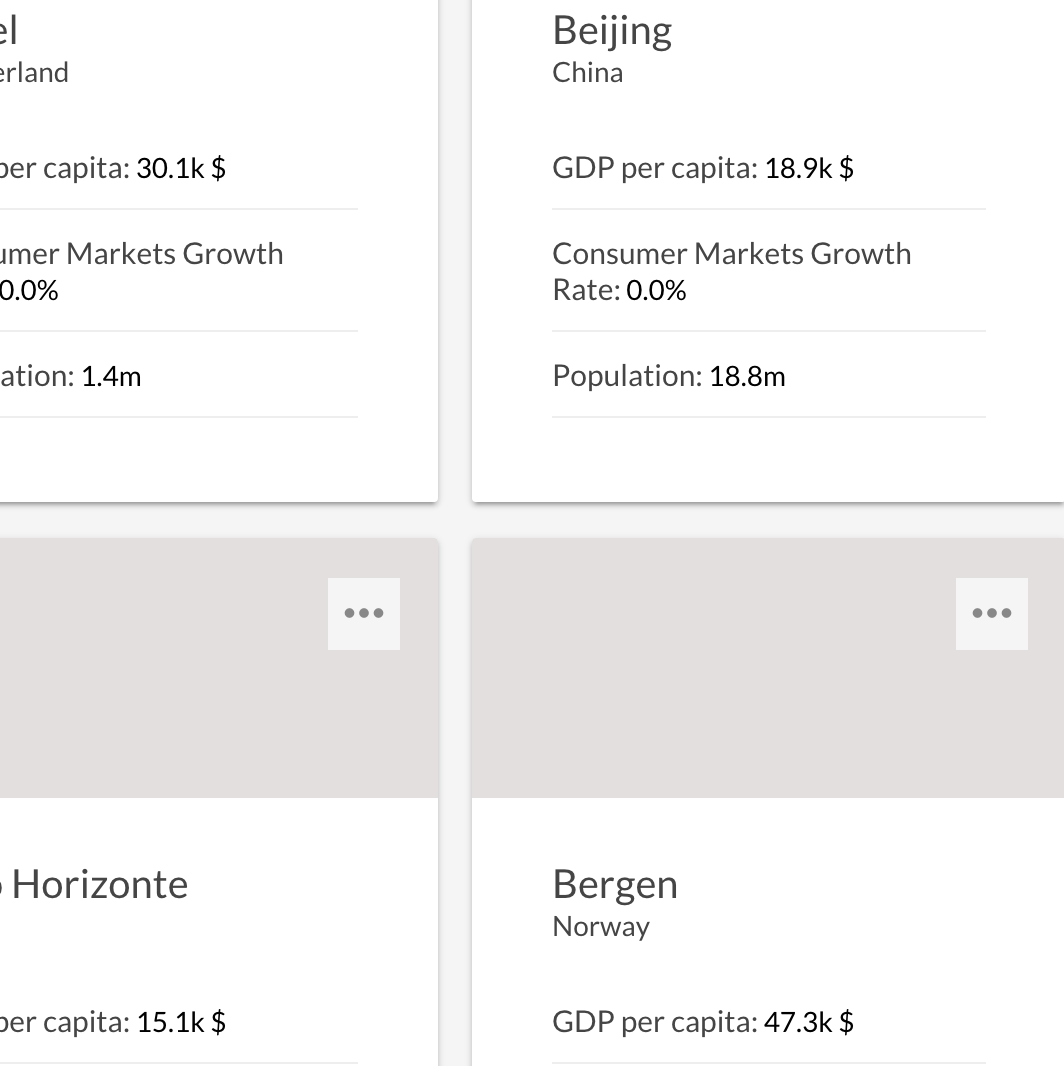 el
erland
per capita: 30.1k $
umer Markets Growth
0.0%
ation: 1.4m
Beijing
China
GDP per capita: 18.9k $
Consumer Markets Growth
Rate: 0.0%
Population: 18.8m
Horizonte
per capita: 15.1k $
Bergen
Norway
GDP per capita: 47.3k $